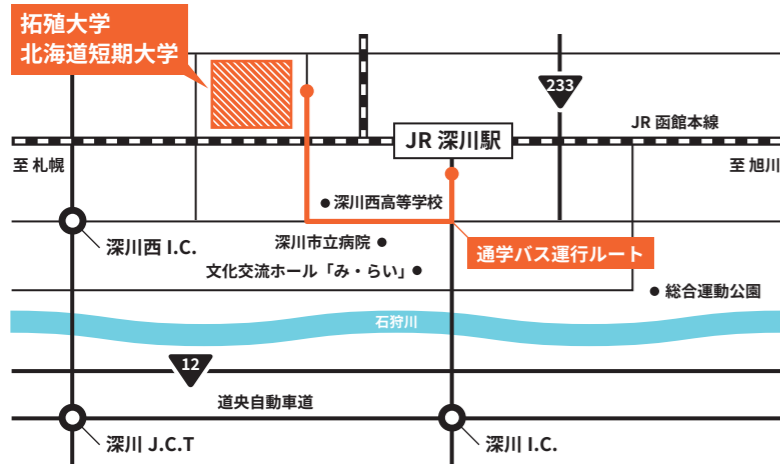 拓殖大学
北海道短期大学
233
JR 函館本線
JR 深川駅
至 札幌
至 旭川
深川西高等学校
深川西 I.C.
深川市立病院
通学バス運行ルート
文化交流ホール「み・らい」
総合運動公園
石狩川
12
道央自動車道
深川 J.C.T
深川 I.C.